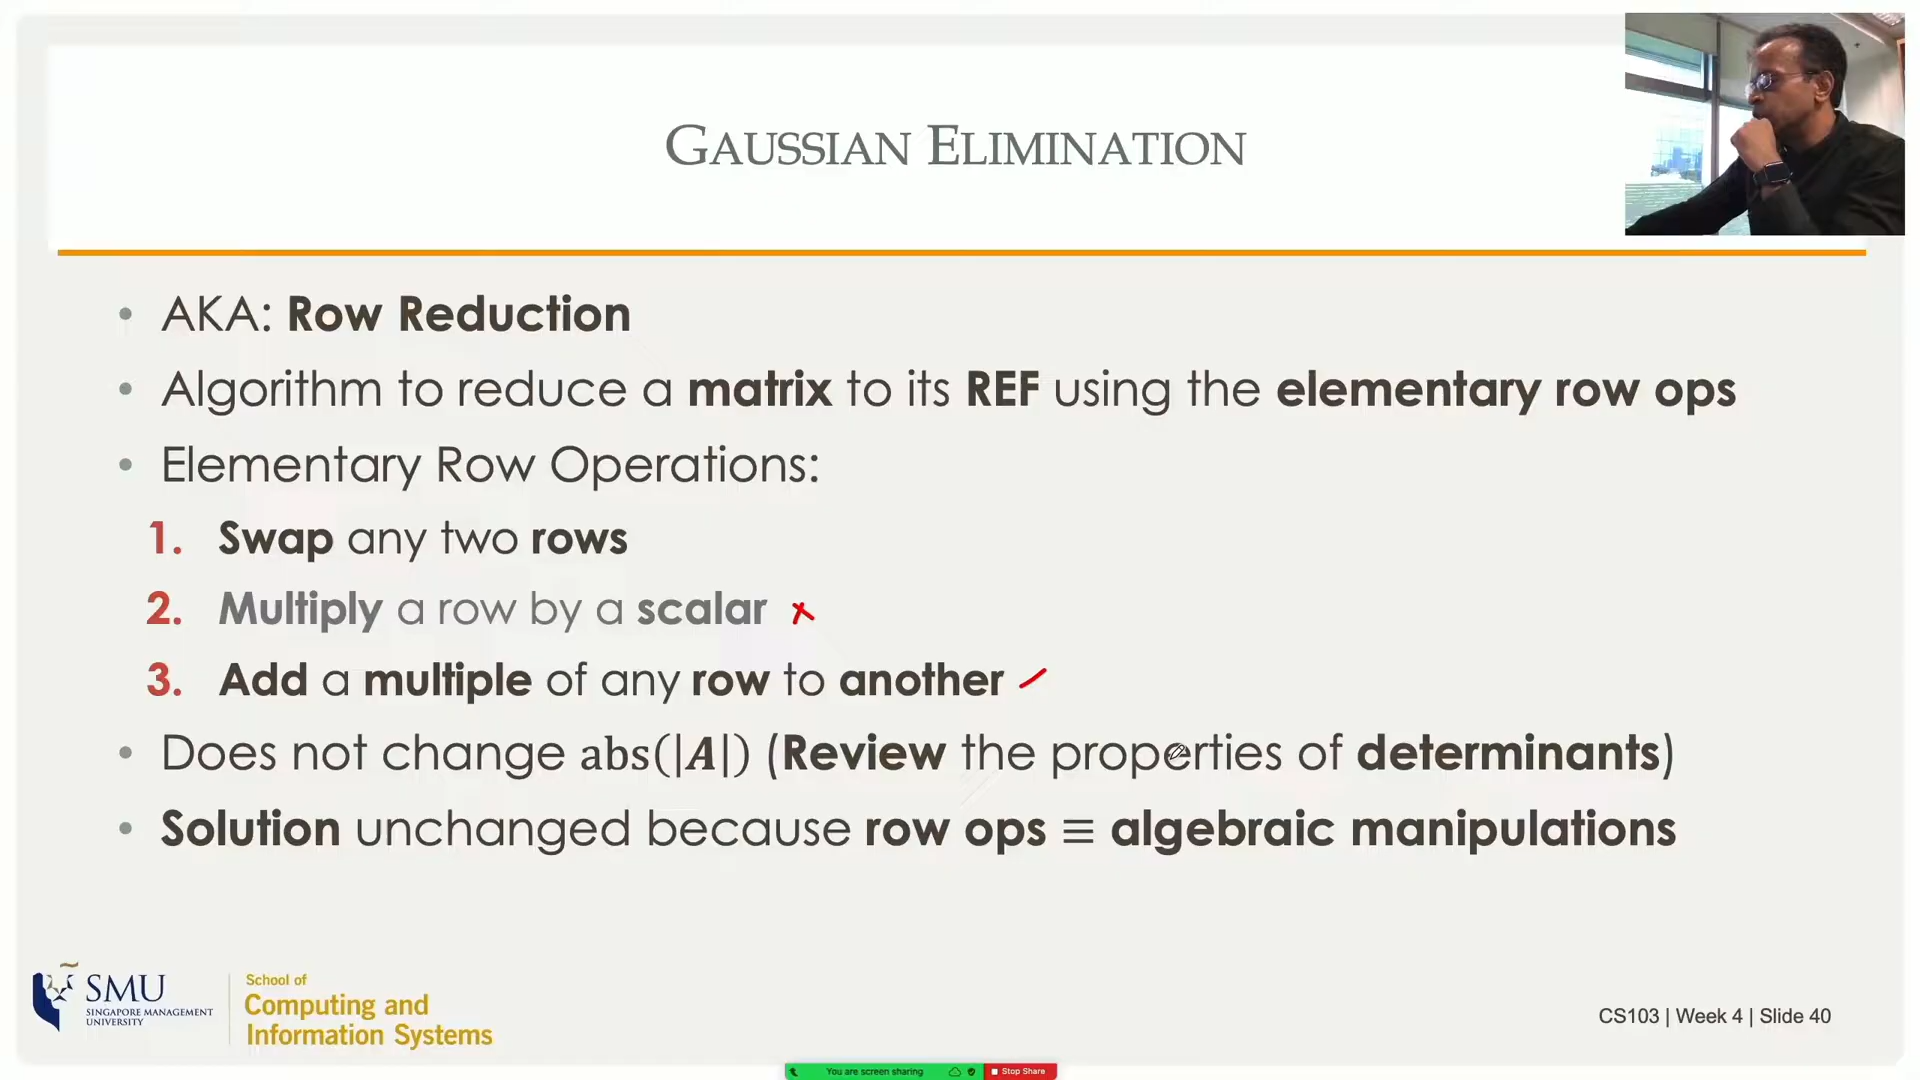 GAUSSIAN ELIMINATION
• AKA: Row Reduction
• Algorithm to reduce a matrix to its REF using the elementary row ops
• Elementary Row Operations:
1. Swap any two rows
2. Multiply a row by a scalar
3. Add a multiple of any row to another
• Does not change abs(|A|) (Review the properties of determinants)
• Solution unchanged because row ops ≡ algebraic manipulations
SMU
SINGAPORE MANAGEMENT
UNIVERSITY
School of
Computing and
Information Systems
CS103 | Week 4 | Slide 40
You are screen sharing
Stop Share